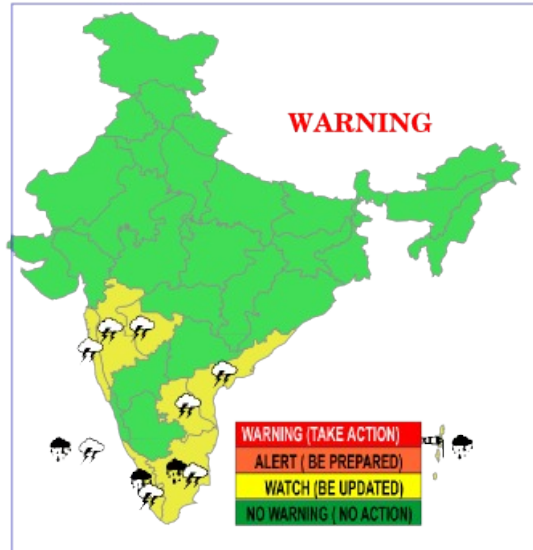 WARNING
WARNING (TAKE ACTION)
ALERT ( BE PREPARED)
WATCH (BE UPDATED)
NO WARNING ( NO ACTION)